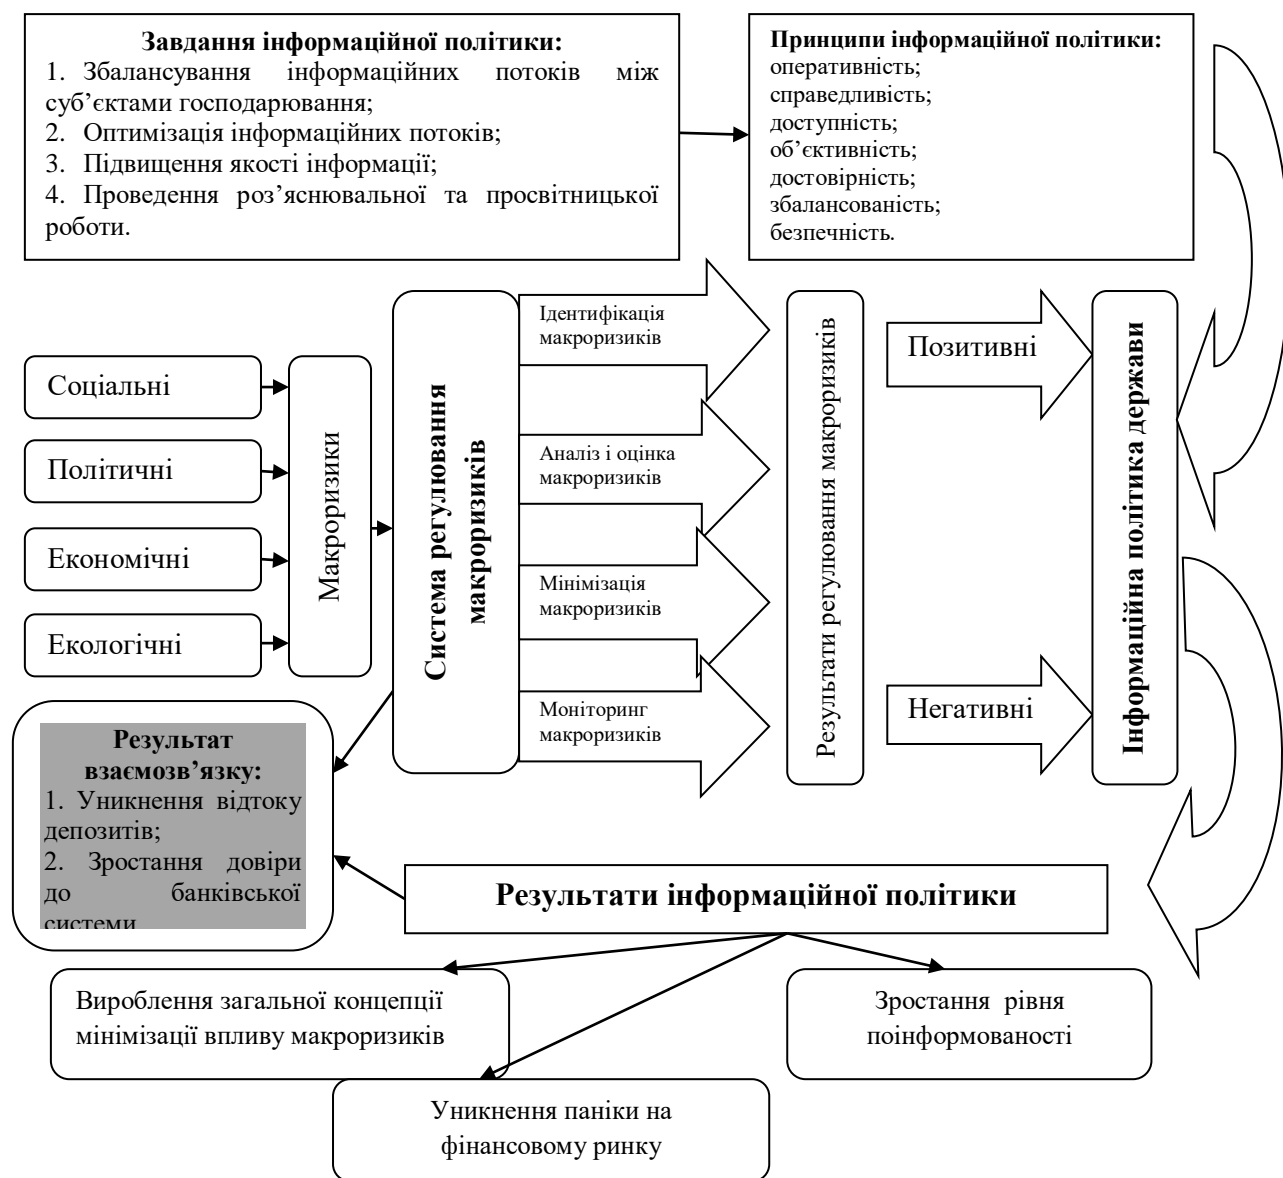 Завдання інформаційної політики:
1. Збалансування інформаційних потоків між
суб’єктами господарювання;
2. Оптимізація інформаційних потоків;
3. Підвищення якості інформації;
4. Проведення роз’яснювальної та просвітницької
роботи.
Принципи інформаційної політики:
оперативність;
справедливість;
доступність;
об’єктивність;
достовірність;
збалансованість;
безпечність.
Соціальні
Політичні
Економічні
Екологічні
Макроризики
Система регулювання
макроризиків
Ідентифікація
макроризиків
Аналіз і оцінка
макроризиків
Мінімізація
макроризиків
Моніторинг
макроризиків
Результати регулювання макроризиків
Позитивні
Негативні
Інформаційна політика держави
Результат
взаємозв’язку:
1. Уникнення відтоку
депозитів;
2. Зростання довіри
до банківської
системи
Результати інформаційної політики
Вироблення загальної концепції
мінімізації впливу макроризиків
Зростання рівня
поінформованості
Уникнення паніки на
фінансовому ринку